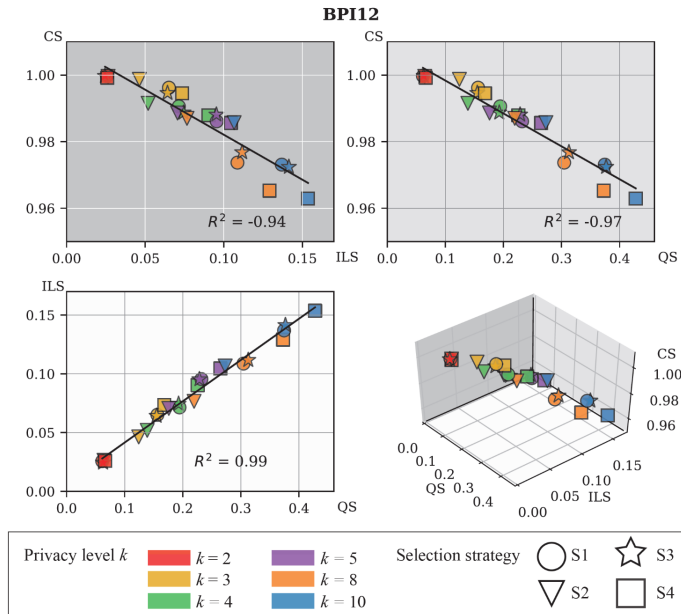 BPI12
CS
1.00
0.98
0.96
R² = -0.94
0.00 0.05 0.10 0.15 ILS
CS
1.00
0.98
0.96
R² = -0.97
0.0 0.1 0.2 0.3 0.4 QS
ILS
0.15
0.10
0.05
0.00
R² = 0.99
0.0 0.1 0.2 0.3 0.4 QS
CS
1.00
0.98
0.96
0.0
0.1
0.2
0.3
0.4
QS
0.00
0.05
0.10
0.15
ILS
Privacy level k
k = 2
k = 3
k = 4
k = 5
k = 8
k = 10
Selection strategy
S1
S2
S3
S4